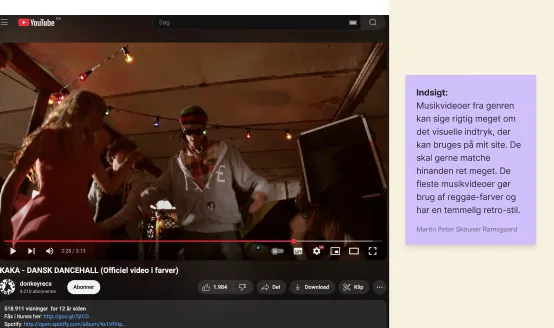 YouTube DK
Søg
2:28 / 3:13
KAKA - DANSK DANCEHALL (Officiel video i farver)
donkeyrecs
4.210 abonnenter
Abonner
1.984
Del
Download
Klip
518.911 visninger for 12 år siden
Fås i itunes her: http://goo.gl/5jtCG
Spotify: http://open.spotify.com/album/4x1VfiHp...
Indsigt:
Musikvideoer fra genren
kan sige rigtig meget om
det visuelle indtryk, der
kan bruges på mit site. De
skal gerne matche
hinanden ret meget. De
fleste musikvideoer gør
brug af reggae-farver og
har en temmelig retro-stil.
Martin Peter Skouner Ramsgaard